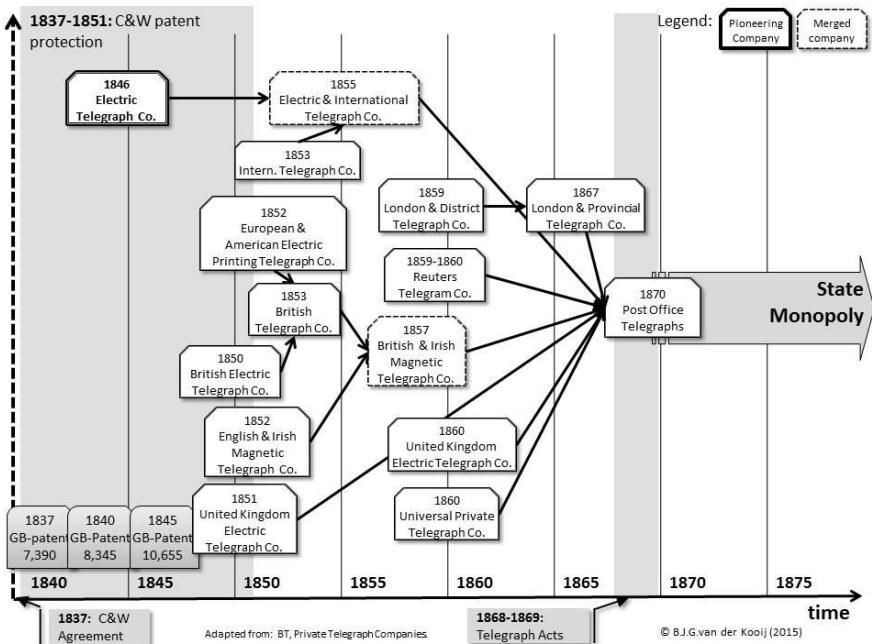 1837-1851: C&W patent
protection
Legend:
Pioneering
Company
Merged
company
1846
Electric
Telegraph Co.
1855
Electric & International
Telegraph Co.
1853
Intern. Telegraph Co.
1859
London & District
Telegraph Co.
1867
London & Provincial
Telegraph Co.
1852
European &
American Electric
Printing Telegraph Co.
1859-1860
Reuters
Telegram Co.
1853
British
Telegraph Co.
1870
Post Office
Telegraphs
State
Monopoly
1857
British & Irish
Magnetic
Telegraph Co.
1850
British Electric
Telegraph Co.
1852
English & Irish
Magnetic
Telegraph Co.
1860
United Kingdom
Electric Telegraph Co.
1851
United Kingdom
Electric
Telegraph Co.
1860
Universal Private
Telegraph Co.
1837
GB-patent
7,390
1840
GB-Patent
8,345
1845
GB-Patent
10,655
1840
1845
1850
1855
1860
1865
1870
1875
time
1837: C&W
Agreement
Adapted from: BT, Private Telegraph Companies.
1868-1869:
Telegraph Acts
© B.J.G.van der Kooij (2015)